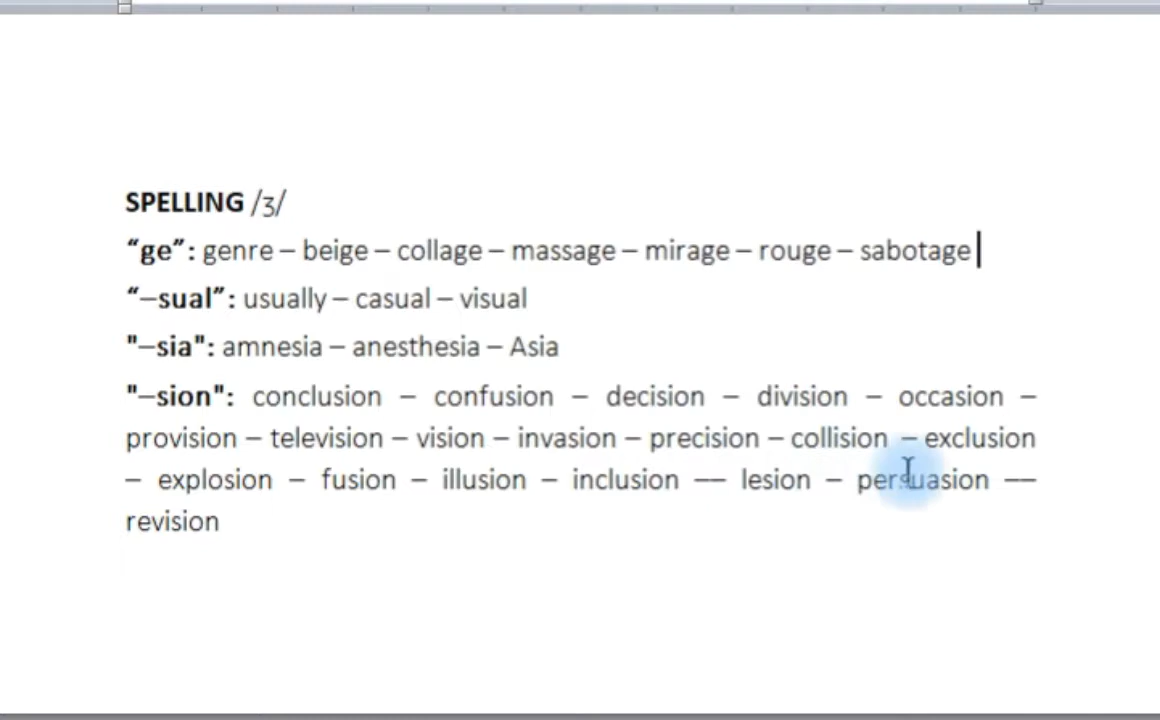 SPELLING /ʒ/
“ge”: genre – beige – collage – massage – mirage – rouge – sabotage
“–sual”: usually – casual – visual
"–sia": amnesia – anesthesia – Asia
"–sion": conclusion – confusion – decision – division – occasion –
provision – television – vision – invasion – precision – collision – exclusion
– explosion – fusion – illusion – inclusion –– lesion – persuasion ––
revision